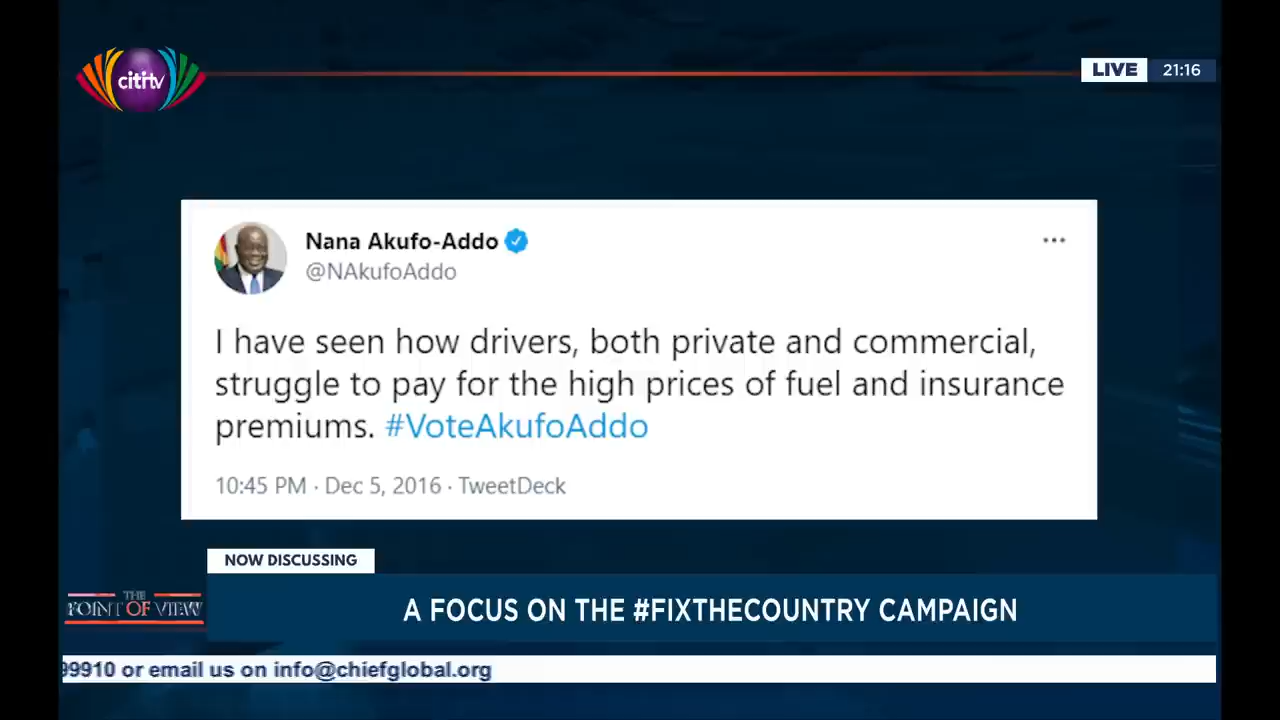 citi tv
LIVE 21:16
Nana Akufo-Addo
@NAkufoAddo
I have seen how drivers, both private and commercial,
struggle to pay for the high prices of fuel and insurance
premiums. #VoteAkufoAddo
10:45 PM · Dec 5, 2016 · TweetDeck
NOW DISCUSSING
THE
POINT OF VIEW
A FOCUS ON THE #FIXTHECOUNTRY CAMPAIGN
99910 or email us on info@chiefglobal.org